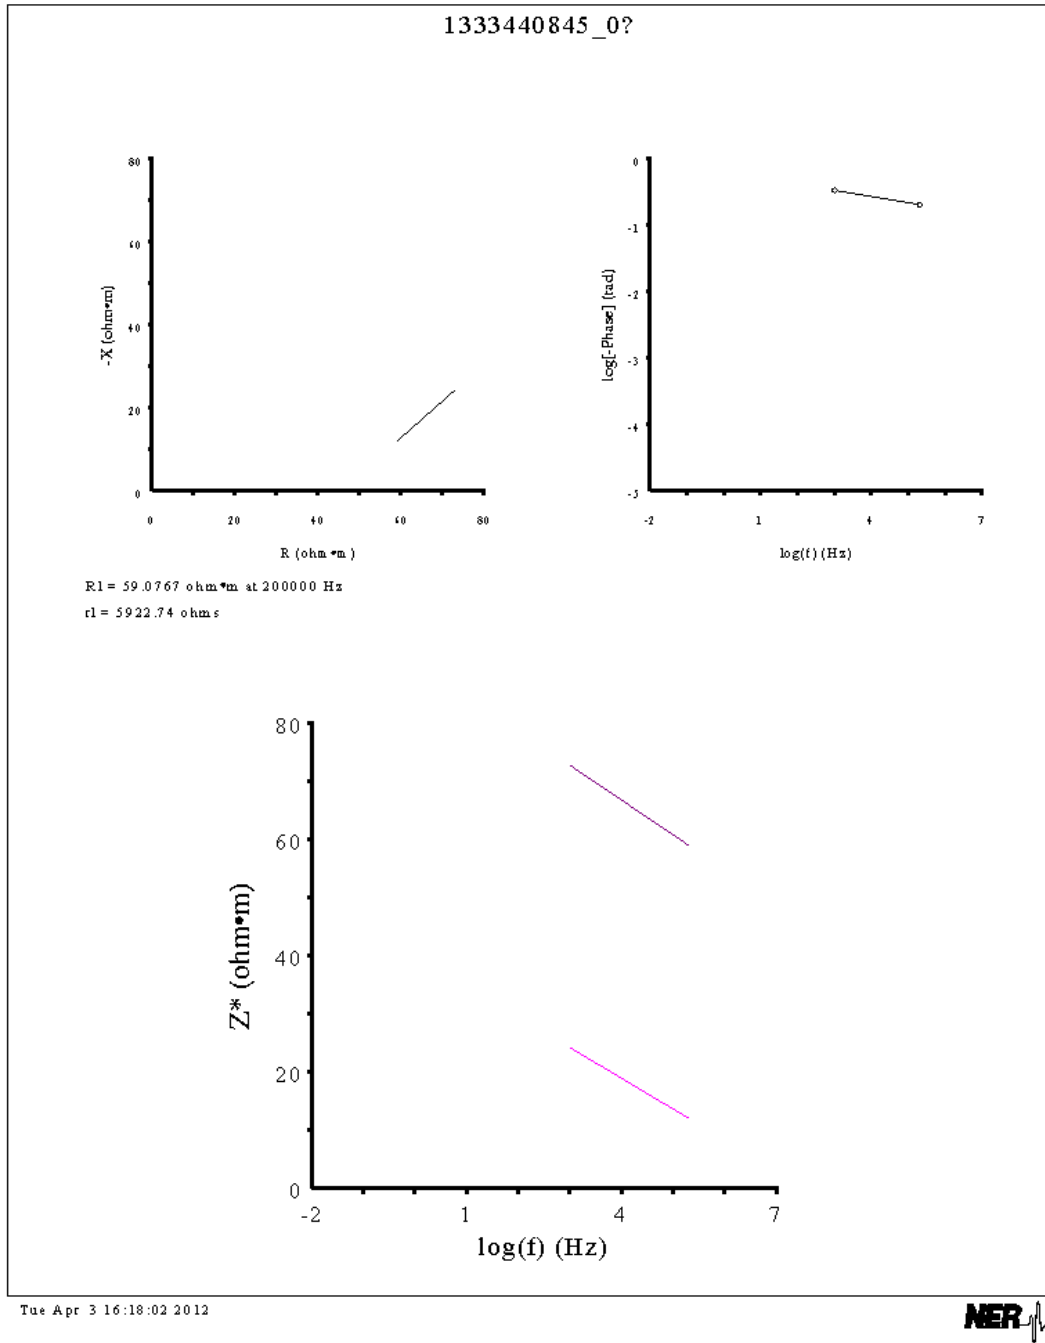 1333440845_0?
80
60
40
20
0
-X (ohm•m)
0 20 40 60 80
R (ohm•m)
0
-1
-2
-3
-4
-5
log[-Phase] (rad)
-2 1 4 7
log(f) (Hz)
R1= 59.0767 ohm•m at 200000 Hz
r1= 5922.74 ohms
80
60
40
20
0
Z* (ohm•m)
-2 1 4 7
log(f) (Hz)
Tue Apr 3 16:18:02 2012
NER